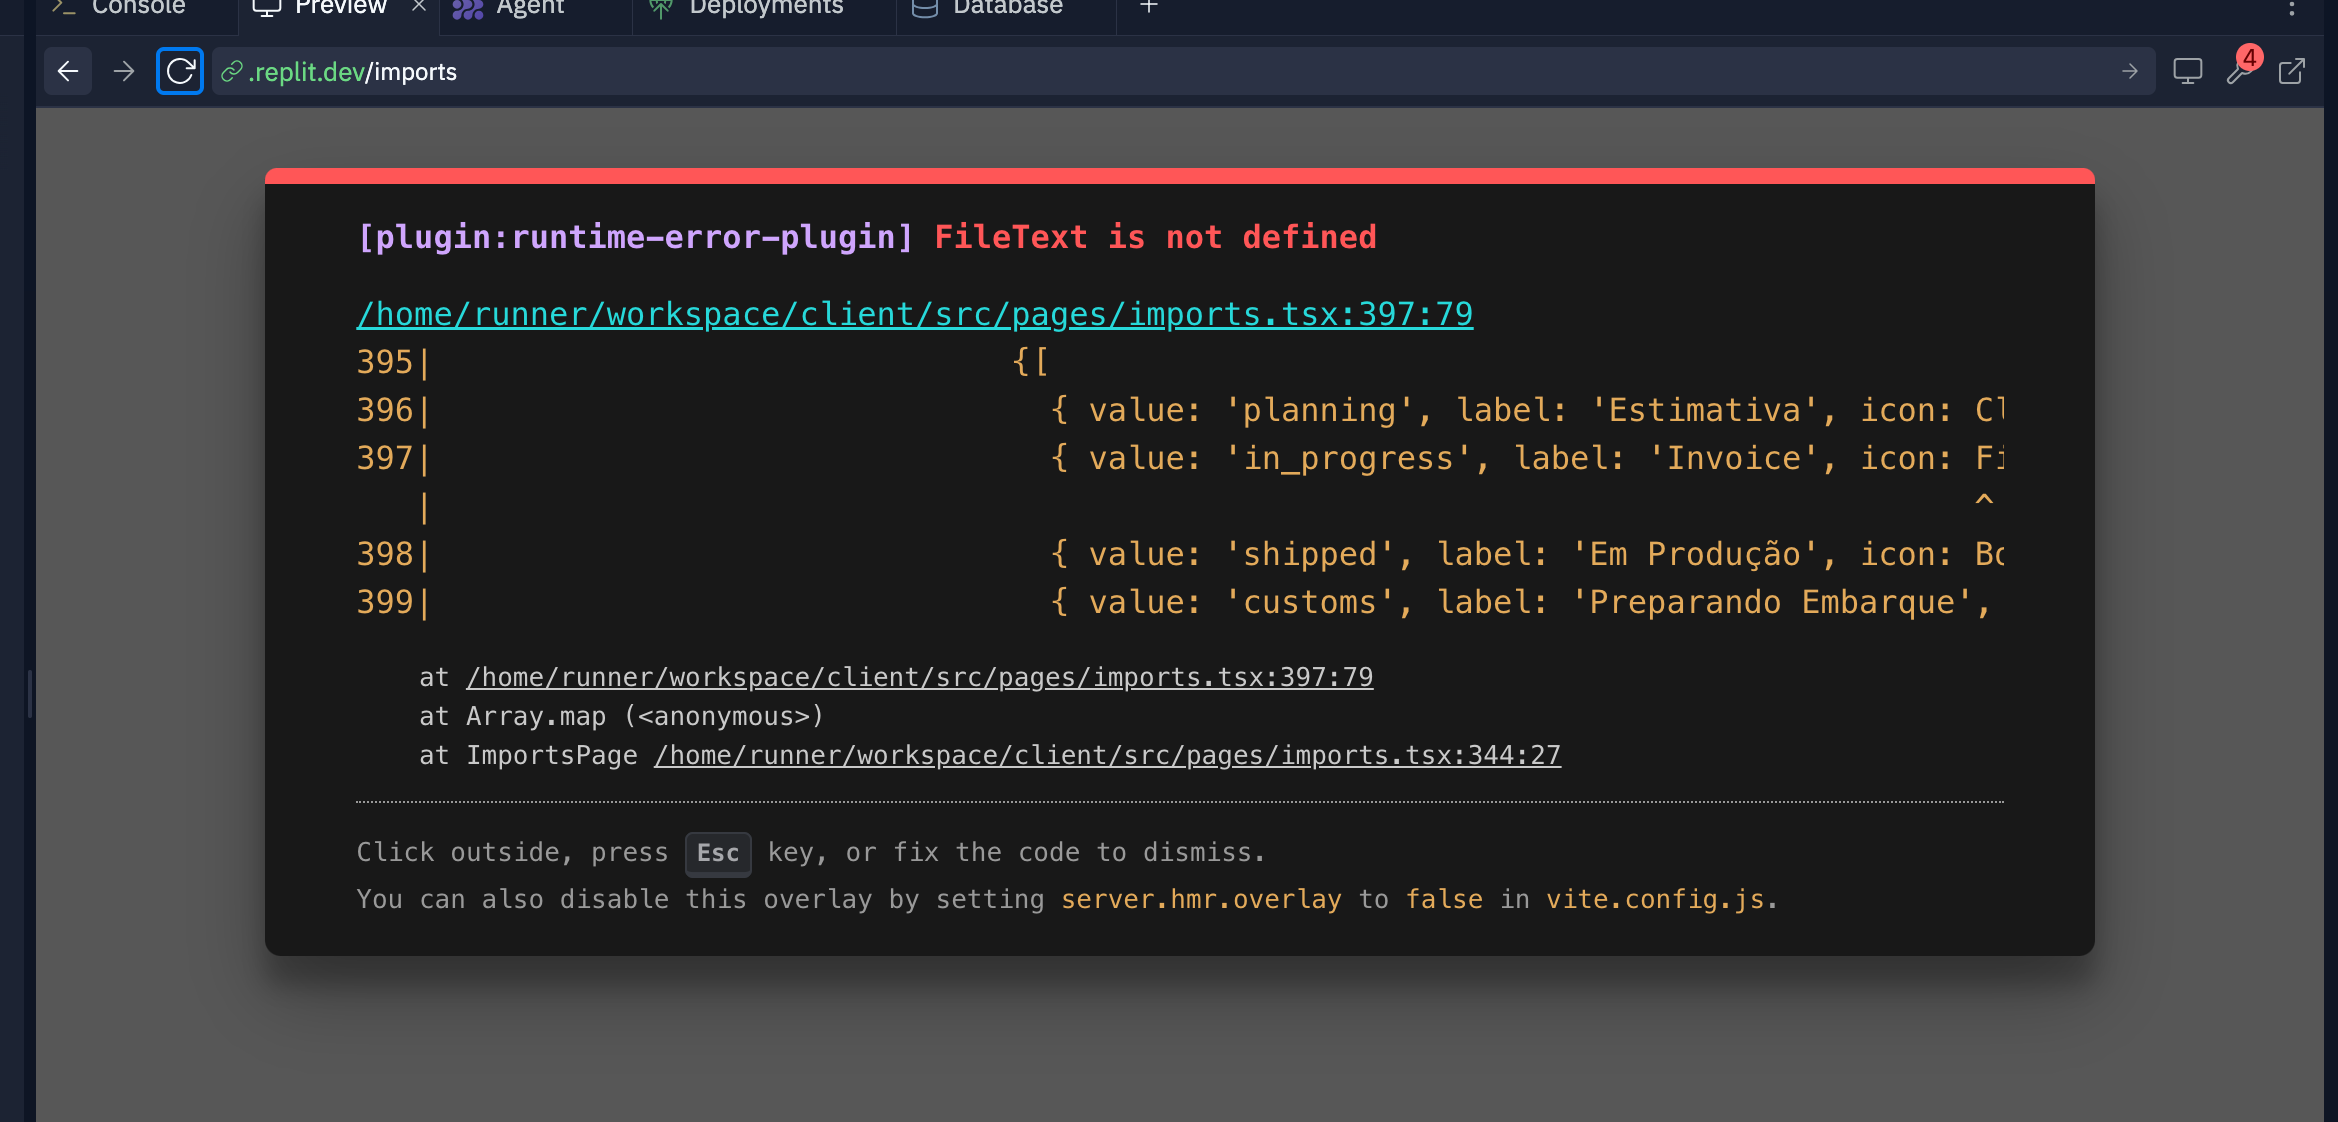 Console
Preview
Agent
Deployments
Database
.replit.dev/imports
4
[plugin:runtime-error-plugin] FileText is not defined
/home/runner/workspace/client/src/pages/imports.tsx:397:79
395| {[
396| { value: 'planning', label: 'Estimativa', icon: Cl
397| { value: 'in_progress', label: 'Invoice', icon: Fi
| ^
398| { value: 'shipped', label: 'Em Produção', icon: Bo
399| { value: 'customs', label: 'Preparando Embarque',
at /home/runner/workspace/client/src/pages/imports.tsx:397:79
at Array.map (<anonymous>)
at ImportsPage /home/runner/workspace/client/src/pages/imports.tsx:344:27
Click outside, press Esc key, or fix the code to dismiss.
You can also disable this overlay by setting server.hmr.overlay to false in vite.config.js.